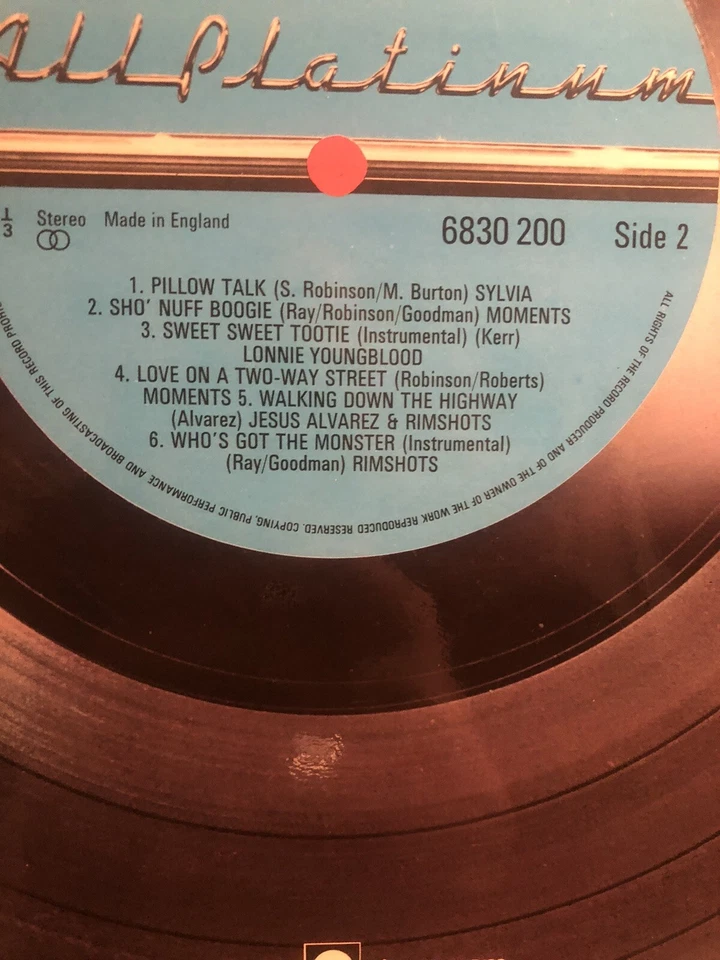 All Platinum
1/3 Stereo Made in England 6830 200 Side 2
1. PILLOW TALK (S. Robinson/M. Burton) SYLVIA
2. SHO' NUFF BOOGIE (Ray/Robinson/Goodman) MOMENTS
3. SWEET SWEET TOOTIE (Instrumental) (Kerr)
LONNIE YOUNGBLOOD
4. LOVE ON A TWO-WAY STREET (Robinson/Roberts)
MOMENTS 5. WALKING DOWN THE HIGHWAY
(Alvarez) JESUS ALVAREZ & RIMSHOTS
6. WHO'S GOT THE MONSTER (Instrumental)
(Ray/Goodman) RIMSHOTS
ALL RIGHTS OF THE RECORD PRODUCER AND OF THE OWNER OF THE WORK REPRODUCED RESERVED. COPYING, PUBLIC PERFORMANCE AND BROADCASTING OF THIS RECORD